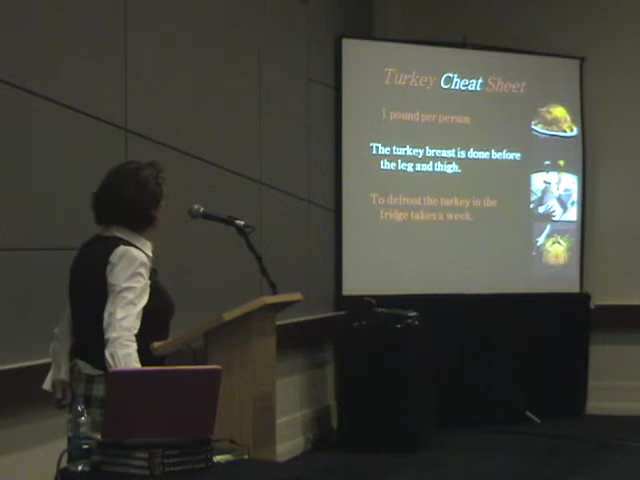 Turkey Cheat Sheet
1 pound per person
The turkey breast is done before
the leg and thigh.
To defrost the turkey in the
fridge takes a week.